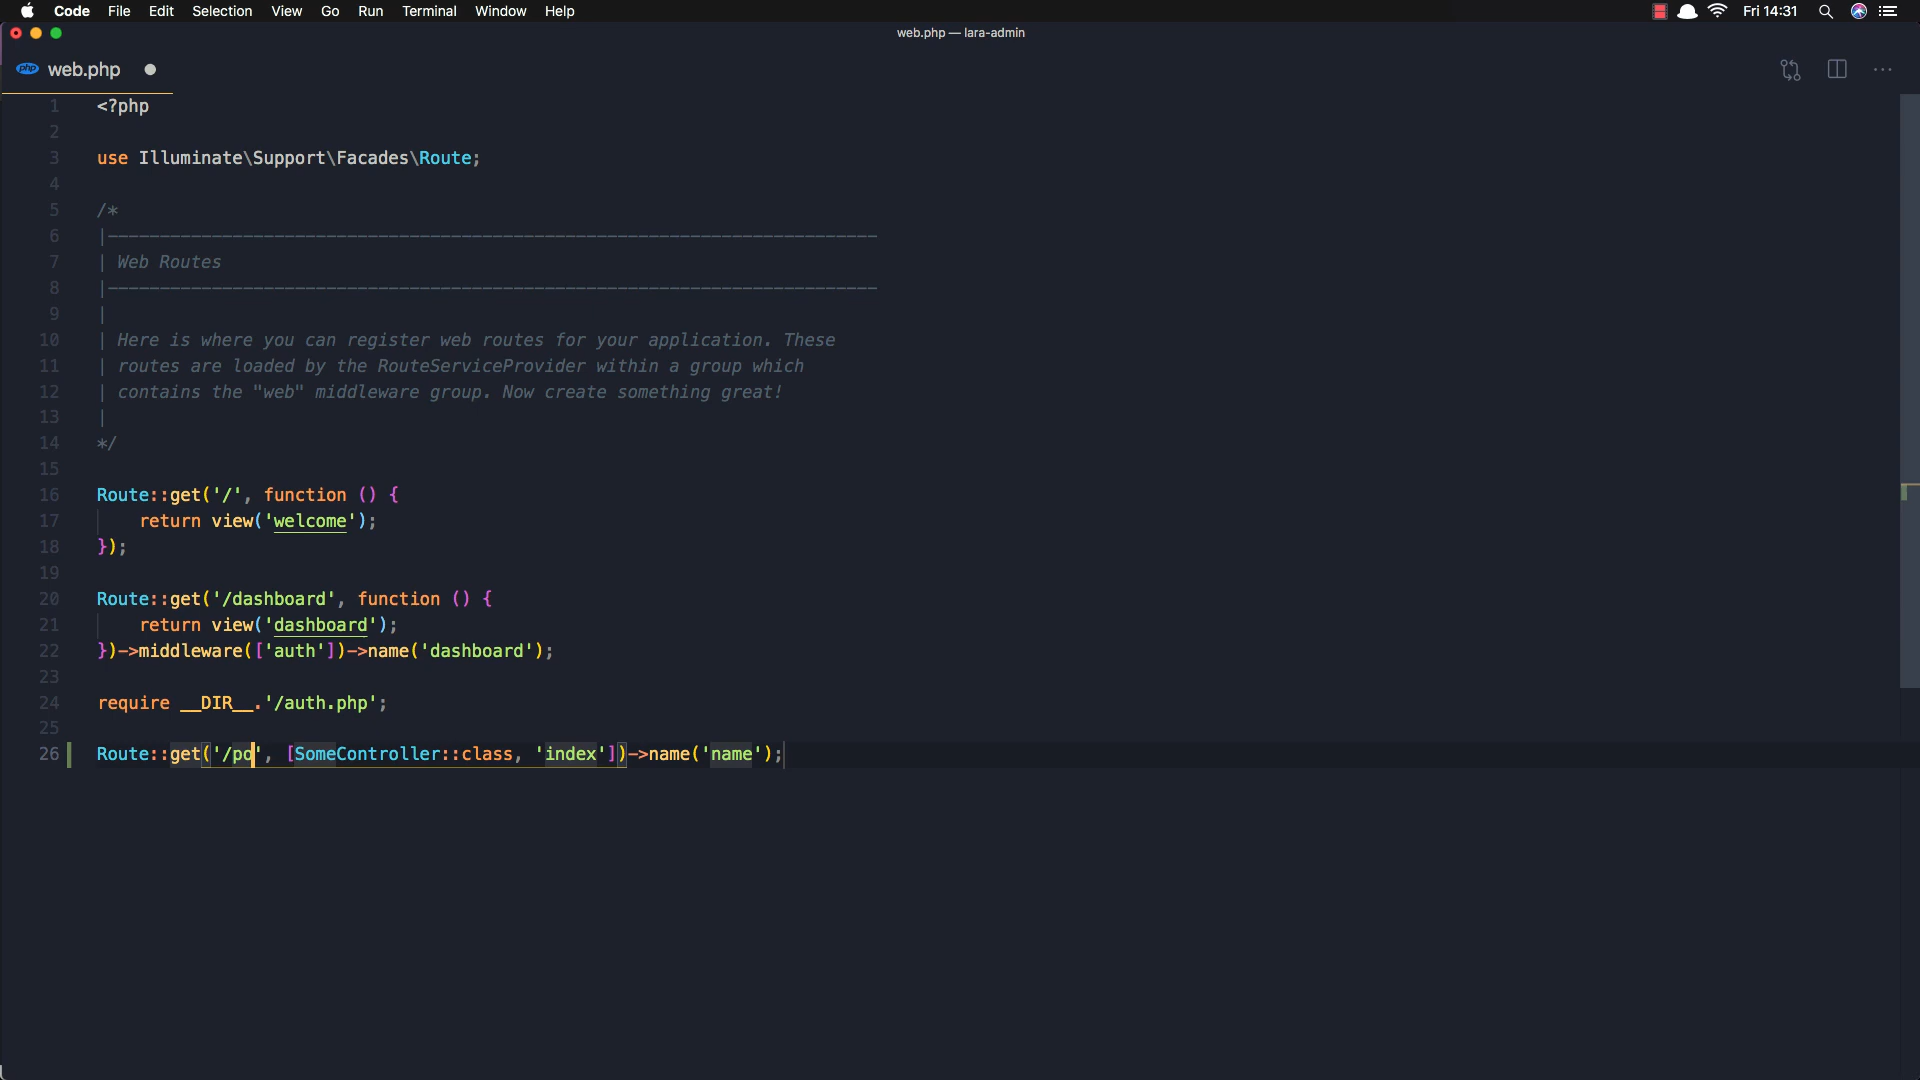 Code File Edit Selection View Go Run Terminal Window Help Fri 14:31
web.php — lara-admin
php web.php
1 <?php
2
3 use Illuminate\Support\Facades\Route;
4
5 /*
6 |--------------------------------------------------------------------------
7 | Web Routes
8 |--------------------------------------------------------------------------
9 |
10 | Here is where you can register web routes for your application. These
11 | routes are loaded by the RouteServiceProvider within a group which
12 | contains the "web" middleware group. Now create something great!
13 |
14 */
15
16 Route::get('/', function () {
17 return view('welcome');
18 });
19
20 Route::get('/dashboard', function () {
21 return view('dashboard');
22 })->middleware(['auth'])->name('dashboard');
23
24 require __DIR__.'/auth.php';
25
26 Route::get('/po', [SomeController::class, 'index'])->name('name');